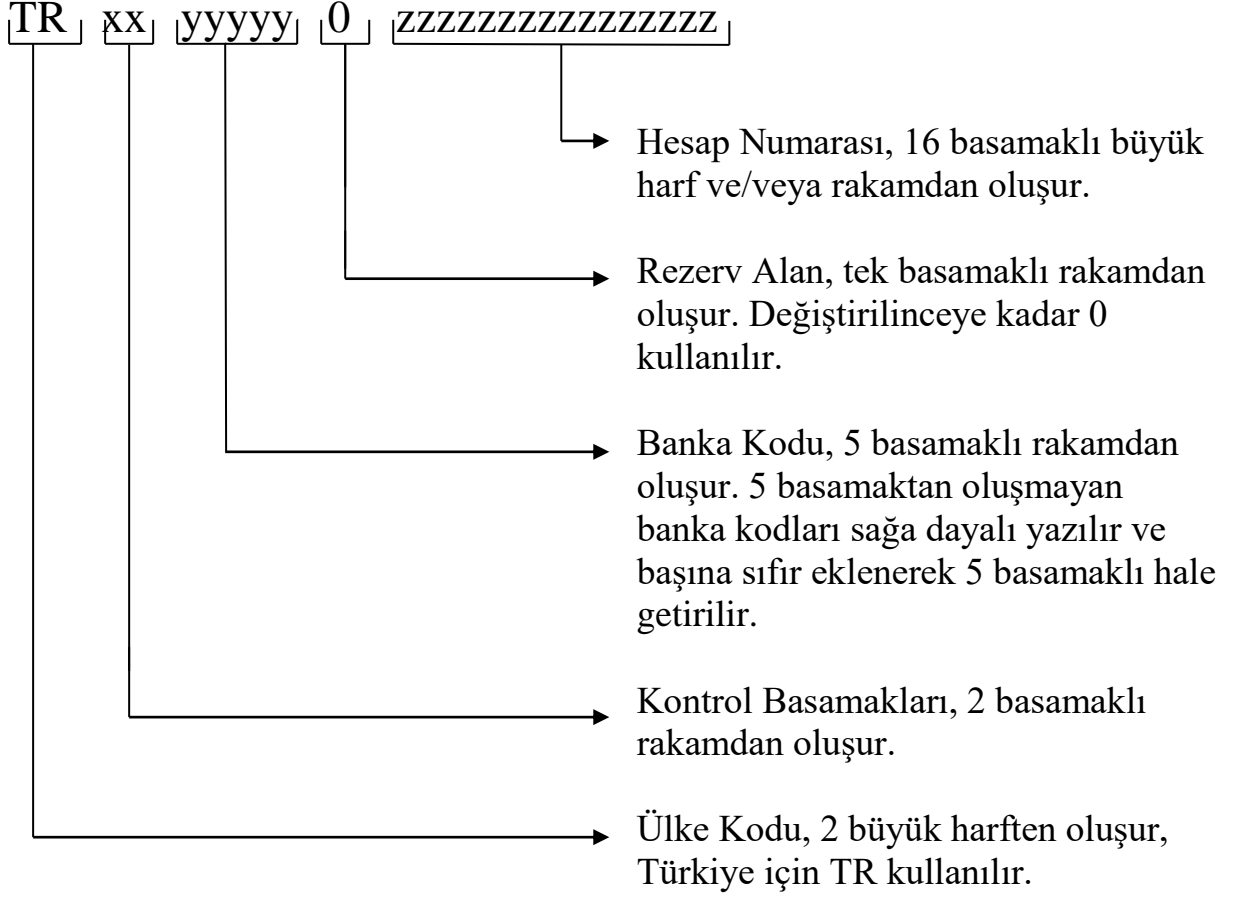 TR xx yyyyy 0 zzzzzzzzzzzzzzzz
Hesap Numarası, 16 basamaklı büyük
harf ve/veya rakamdan oluşur.
Rezerv Alan, tek basamaklı rakamdan
oluşur. Değiştirilinceye kadar 0
kullanılır.
Banka Kodu, 5 basamaklı rakamdan
oluşur. 5 basamaktan oluşmayan
banka kodları sağa dayalı yazılır ve
başına sıfır eklenerek 5 basamaklı hale
getirilir.
Kontrol Basamakları, 2 basamaklı
rakamdan oluşur.
Ülke Kodu, 2 büyük harften oluşur,
Türkiye için TR kullanılır.